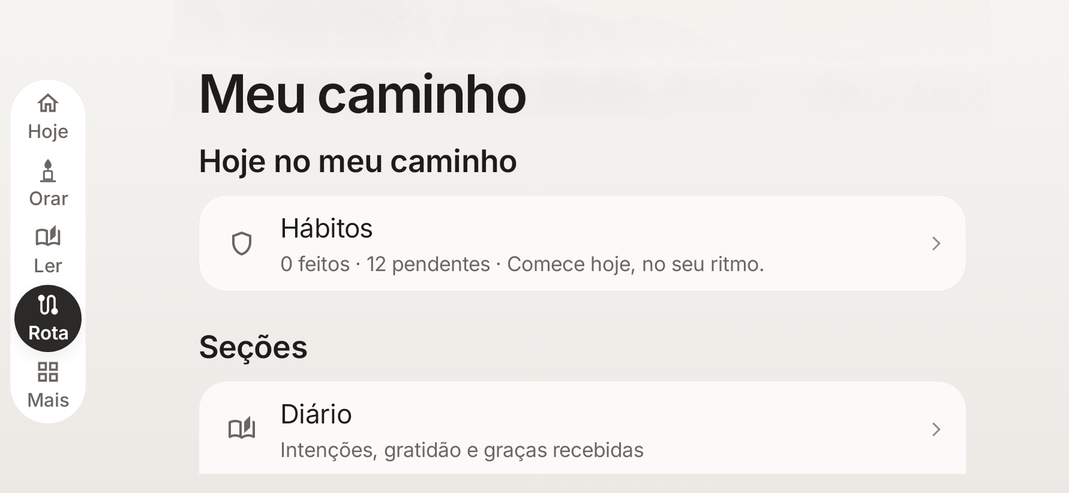 Meu caminho
Hoje no meu caminho
Hábitos
0 feitos · 12 pendentes · Comece hoje, no seu ritmo.
Seções
Diário
Intenções, gratidão e graças recebidas
Hoje
Orar
Ler
Rota
Mais